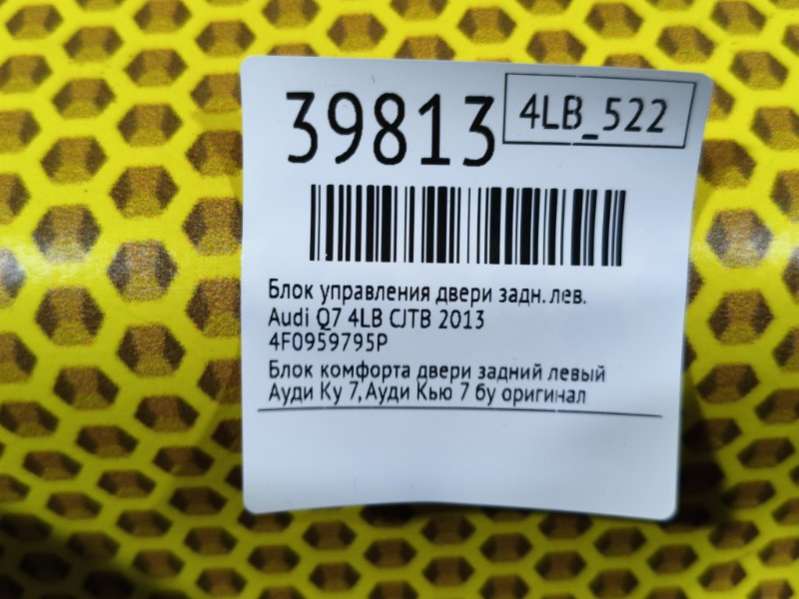 39813
4LB_522
Блок управления двери задн. лев.
Audi Q7 4LB CJTB 2013
4F0959795P
Блок комфорта двери задний левый
Ауди Ку 7, Ауди Кью 7 бу оригинал